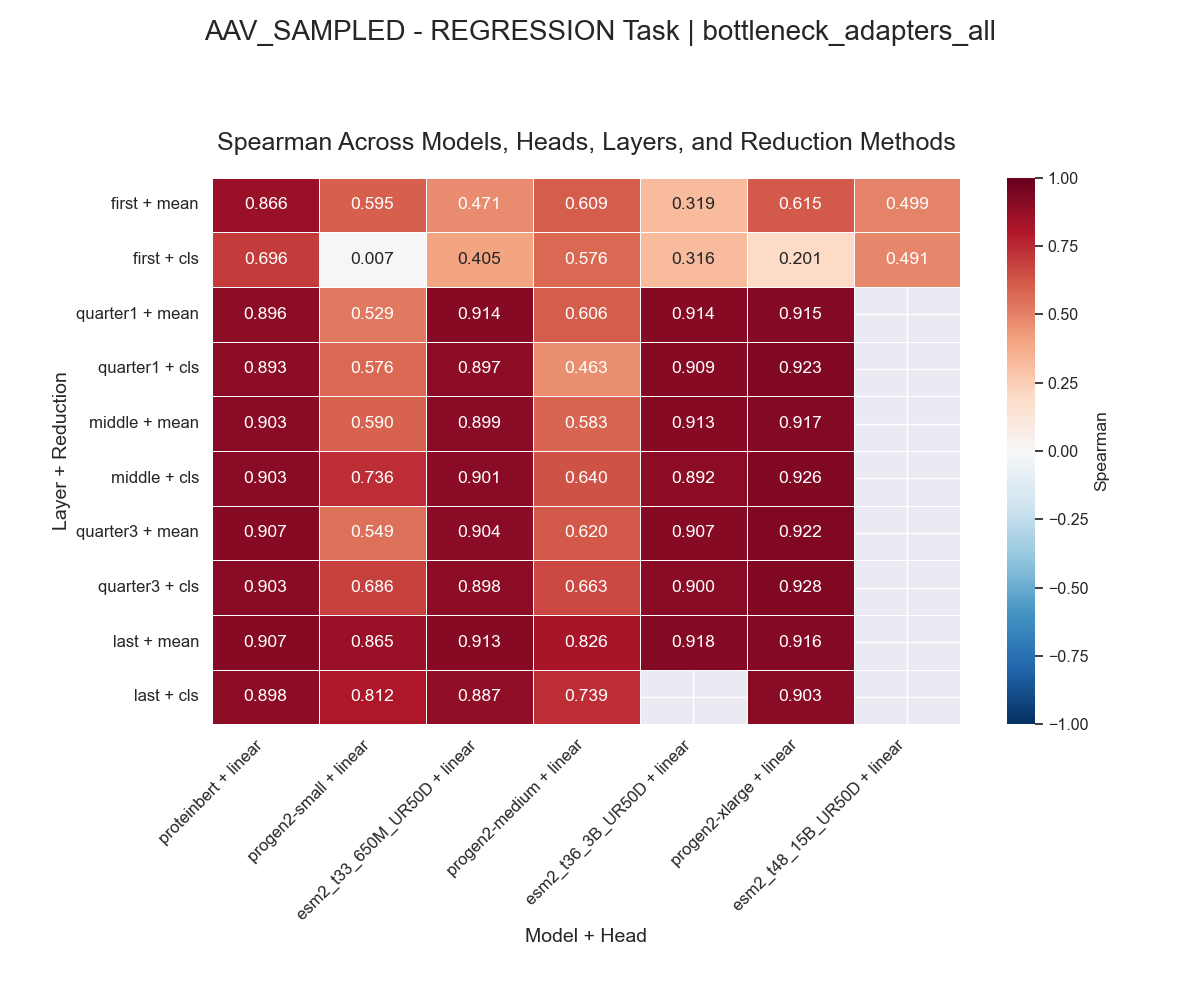 AAV_SAMPLED - REGRESSION Task | bottleneck_adapters_all
Spearman Across Models, Heads, Layers, and Reduction Methods
first + mean 0.866 0.595 0.471 0.609 0.319 0.615 0.499
first + cls 0.696 0.007 0.405 0.576 0.316 0.201 0.491
quarter1 + mean 0.896 0.529 0.914 0.606 0.914 0.915
quarter1 + cls 0.893 0.576 0.897 0.463 0.909 0.923
middle + mean 0.903 0.590 0.899 0.583 0.913 0.917
middle + cls 0.903 0.736 0.901 0.640 0.892 0.926
quarter3 + mean 0.907 0.549 0.904 0.620 0.907 0.922
quarter3 + cls 0.903 0.686 0.898 0.663 0.900 0.928
last + mean 0.907 0.865 0.913 0.826 0.918 0.916
last + cls 0.898 0.812 0.887 0.739 0.903
Layer + Reduction
proteinbert + linear
progen2-small + linear
esm2_t33_650M_UR50D + linear
progen2-medium + linear
esm2_t36_3B_UR50D + linear
progen2-xlarge + linear
esm2_t48_15B_UR50D + linear
Model + Head
1.00
0.75
0.50
0.25
0.00
−0.25
−0.50
−0.75
−1.00
Spearman